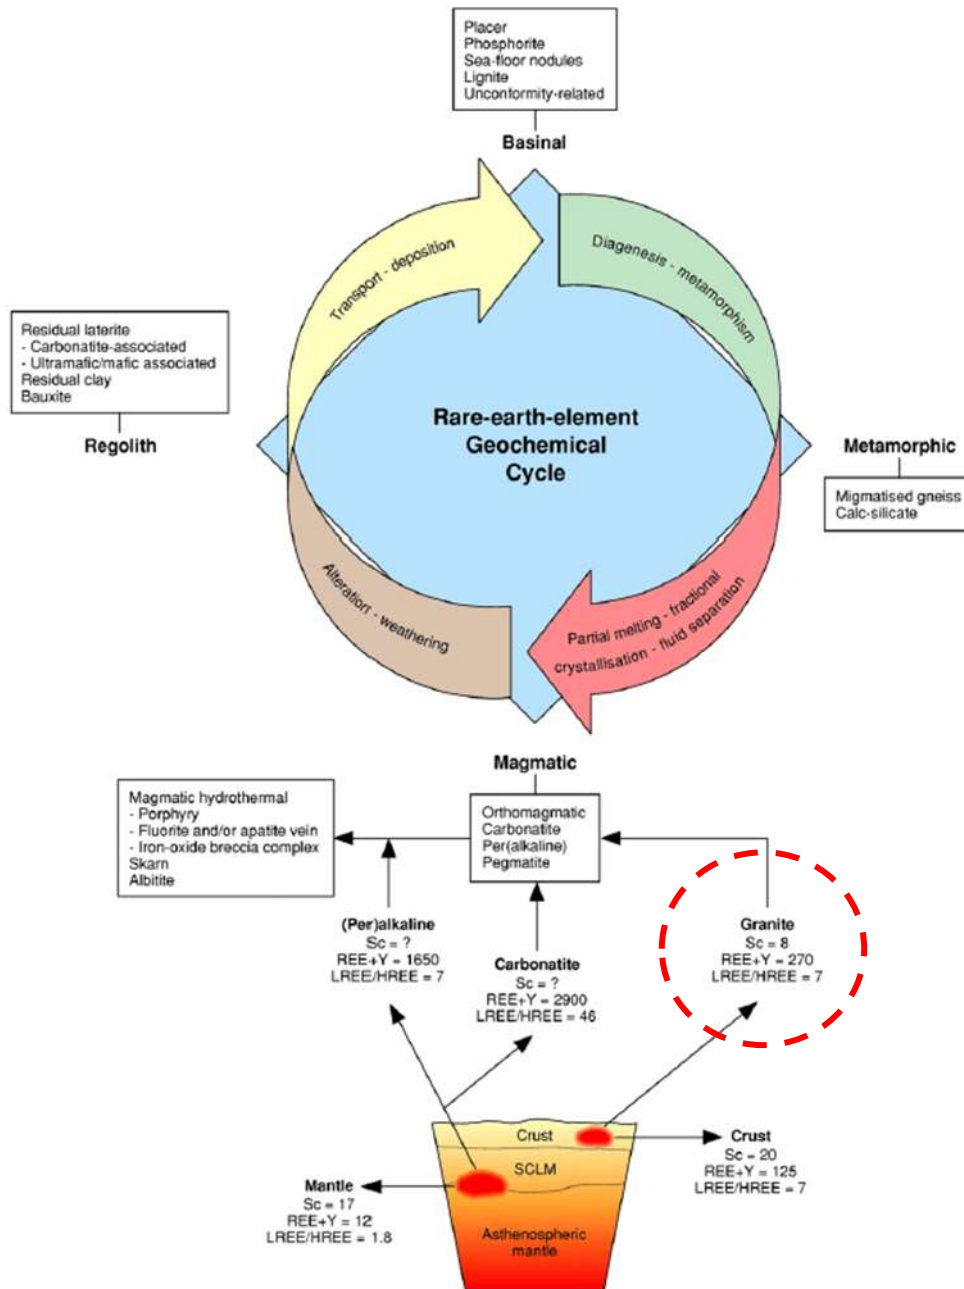 Placer
Phosphorite
Sea-floor nodules
Lignite
Unconformity-related
Basinal
Transport - deposition
Diagenesis - metamorphism
Residual laterite
- Carbonatite-associated
- Ultramafic/mafic associated
Residual clay
Bauxite
Regolith
Rare-earth-element
Geochemical
Cycle
Metamorphic
Migmatised gneiss
Calc-silicate
Alteration - weathering
Partial melting - fractional
crystallisation - fluid separation
Magmatic
Magmatic hydrothermal
- Porphyry
- Fluorite and/or apatite vein
- Iron-oxide breccia complex
Skarn
Albitite
Orthomagmatic
Carbonatite
Per(alkaline)
Pegmatite
(Per)alkaline
Sc = ?
REE+Y = 1650
LREE/HREE = 7
Carbonatite
Sc = ?
REE+Y = 2900
LREE/HREE = 46
Granite
Sc = 8
REE+Y = 270
LREE/HREE = 7
Crust
SCLM
Asthenospheric
mantle
Crust
Sc = 20
REE+Y = 125
LREE/HREE = 7
Mantle
Sc = 17
REE+Y = 12
LREE/HREE = 1.8